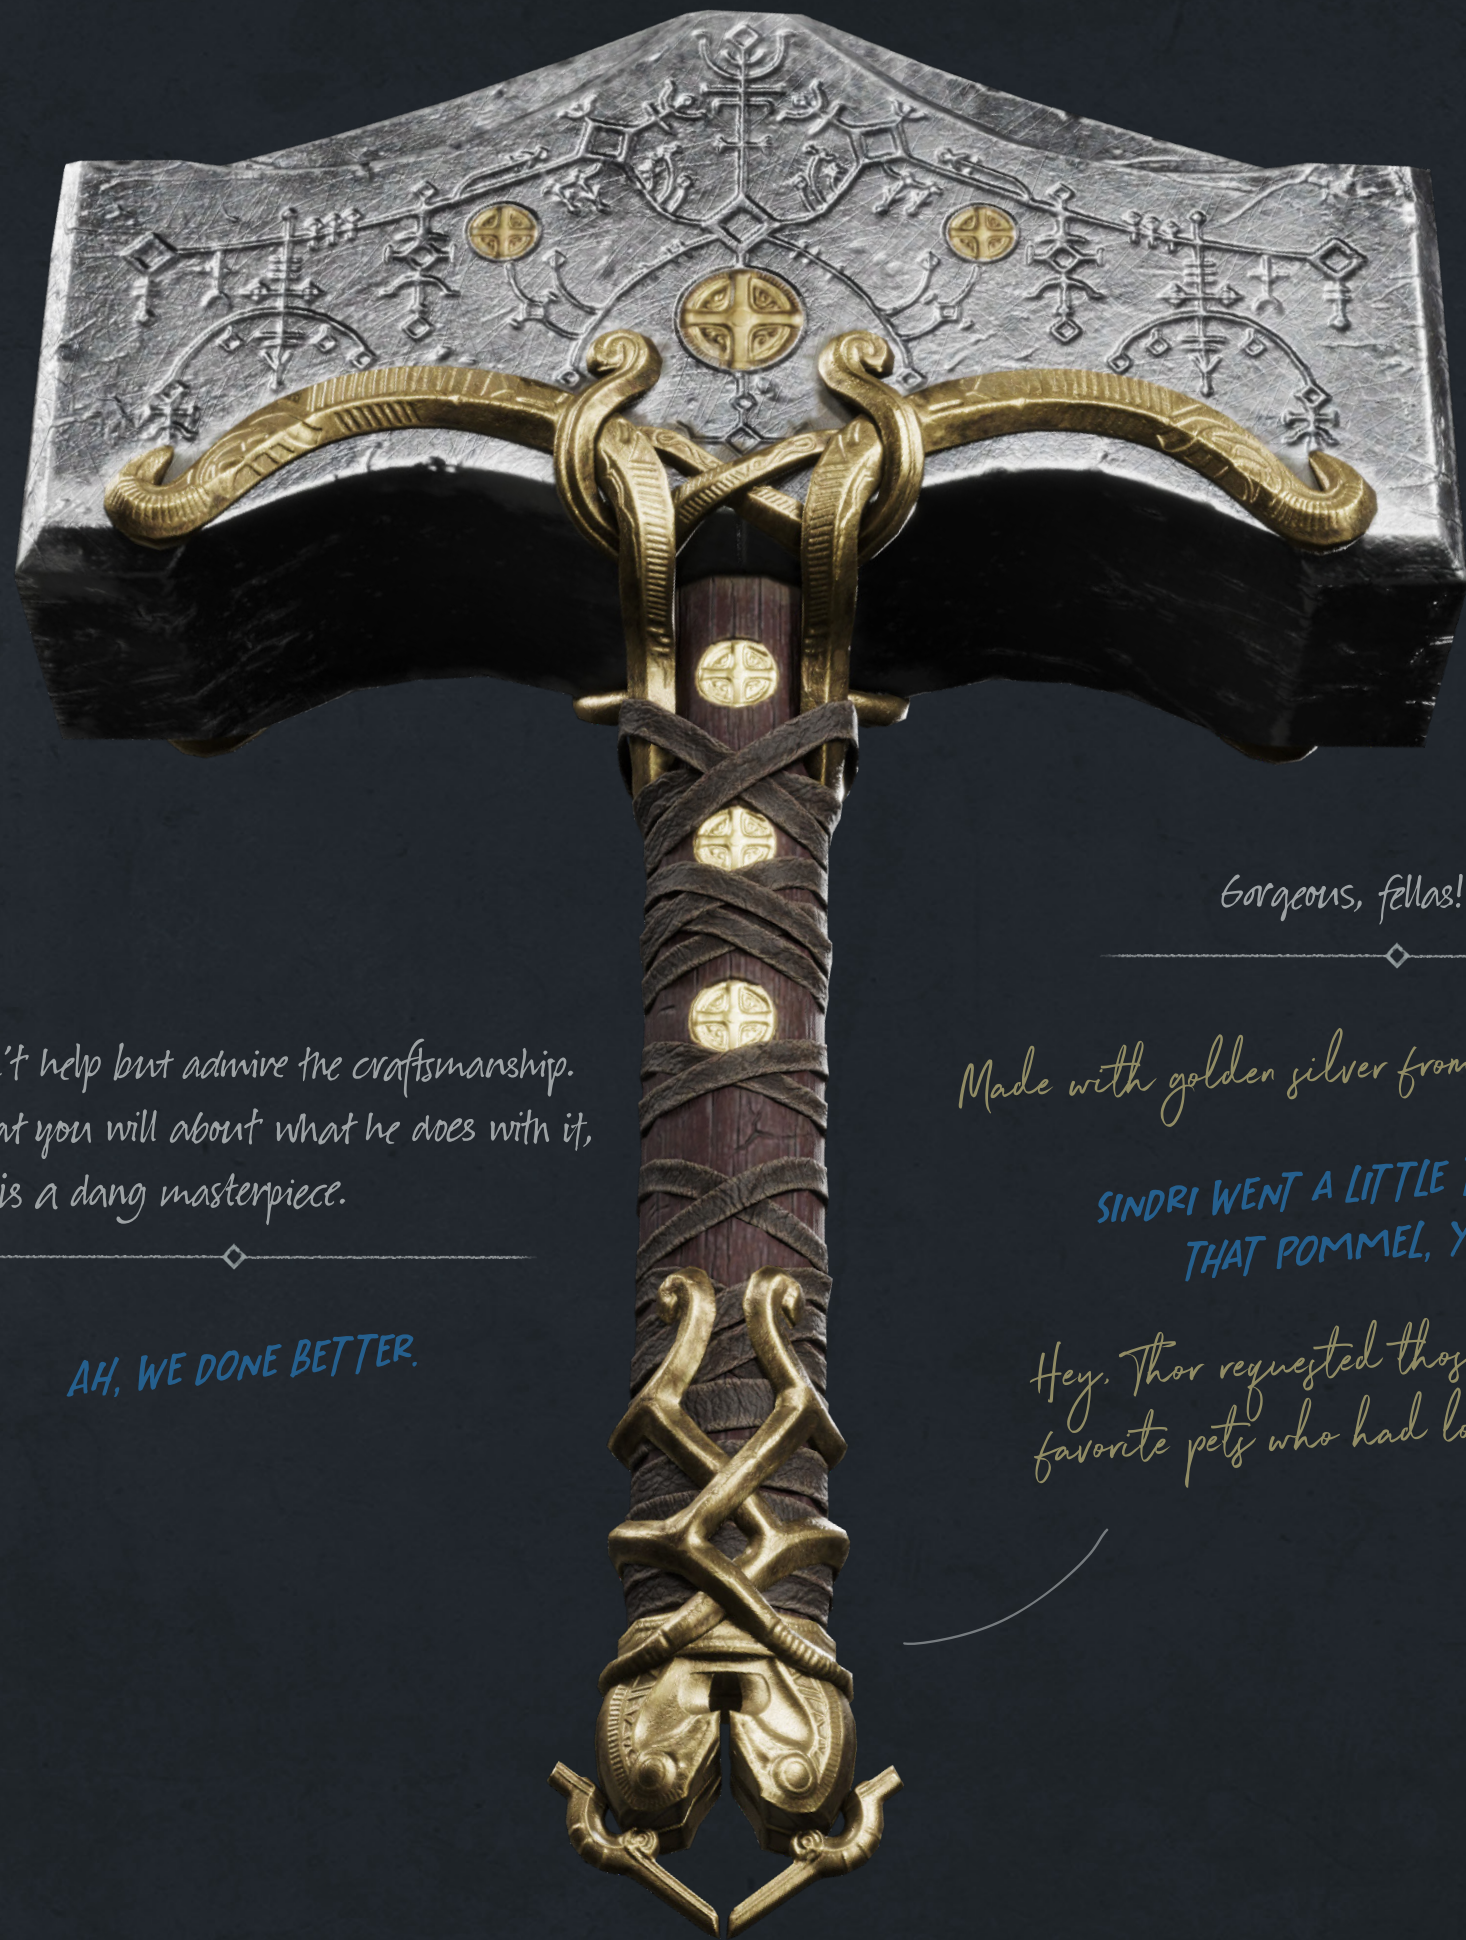 Gorgeous, fellas!
't help but admire the craftsmanship.
at you will about what he does with it,
is a dang masterpiece.
AH, WE DONE BETTER.
Made with golden silver from
SINDRI WENT A LITTLE
THAT POMMEL,
Hey. Thor requested
favorite pets who had